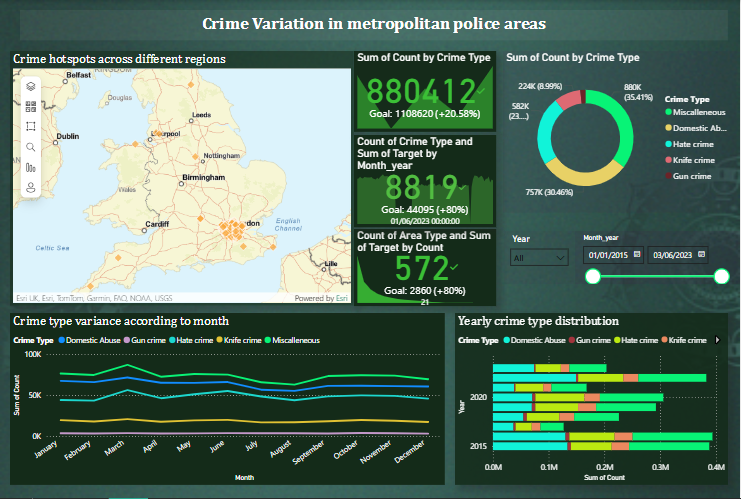 Crime Variation in metropolitan police areas
Crime hotspots across different regions
KINGDOM
Belfast
Douglas
Leeds
Dublin
Liverpool
Nottingham
Birmingham
Wales
Cardiff
don
English
Channel
Celtic Sea
Lille
Esri UK, Esri, TomTom, Garmin, FAO, NOAA, USGS
Powered by Esri
Sum of Count by Crime Type
880412
Goal: 1108620 (+20.58%)
Count of Crime Type and
Sum of Target by
Month_year
8819
Goal: 44095 (+80%)
01/06/2023 00:00:00
Count of Area Type and Sum
of Target by Count
572
Goal: 2860 (+80%)
21
Sum of Count by Crime Type
224K (8.99%)
880K
(35.41%)
582K
(23....)
757K (30.46%)
Crime Type
Miscellaneous
Domestic Ab...
Hate crime
Knife crime
Gun crime
Year
All
Month_year
01/01/2015
03/06/2023
Crime type variance according to month
Crime Type Domestic Abuse Gun crime Hate crime Knife crime Miscellaneous
Sum of Count
100K
50K
0K
January
February
March
April
May
June
July
August
September
October
November
December
Month
Yearly crime type distribution
Crime Type Domestic Abuse Gun crime Hate crime Knife crime
Year
2020
2015
0.0M 0.1M 0.2M 0.3M 0.4M
Sum of Count